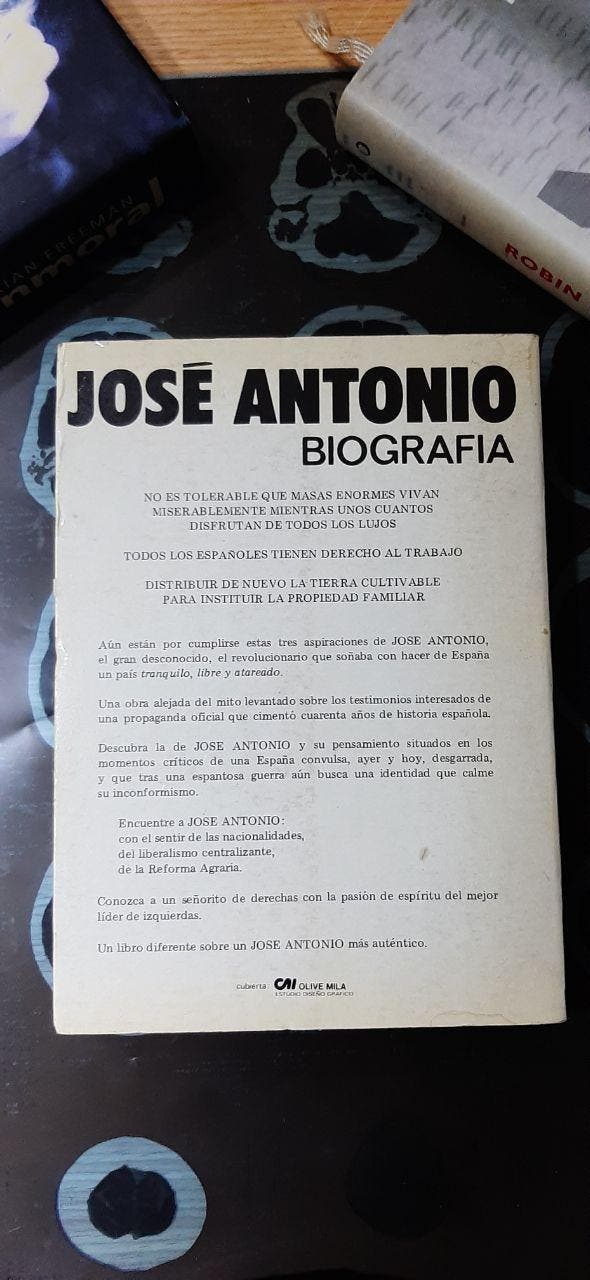 FREEMAN
ROBIN
JOSÉ ANTONIO
BIOGRAFIA
NO ES TOLERABLE QUE MASAS ENORMES VIVAN
MISERABLEMENTE MIENTRAS UNOS CUANTOS
DISFRUTAN DE TODOS LOS LUJOS
TODOS LOS ESPAÑOLES TIENEN DERECHO AL TRABAJO
DISTRIBUIR DE NUEVO LA TIERRA CULTIVABLE
PARA INSTITUIR LA PROPIEDAD FAMILIAR
Aún están por cumplirse estas tres aspiraciones de JOSE ANTONIO,
el gran desconocido, el revolucionario que soñaba con hacer de España
un país tranquilo, libre y atareado.
Una obra alejada del mito levantado sobre los testimonios interesados de
una propaganda oficial que cimentó cuarenta años de historia española.
Descubra la de JOSE ANTONIO y su pensamiento situados en los
momentos críticos de una España convulsa, ayer y hoy, desgarrada,
y que tras una espantosa guerra aún busca una identidad que calme
su inconformismo.
Encuentre a JOSE ANTONIO:
con el sentir de las nacionalidades,
del liberalismo centralizante,
de la Reforma Agraria.
Conozca a un señorito de derechas con la pasión de espíritu del mejor
líder de izquierdas.
Un libro diferente sobre un JOSE ANTONIO más auténtico.
cubierta: OLIVE MILA
ESTUDIO DISEÑO GRAFICO